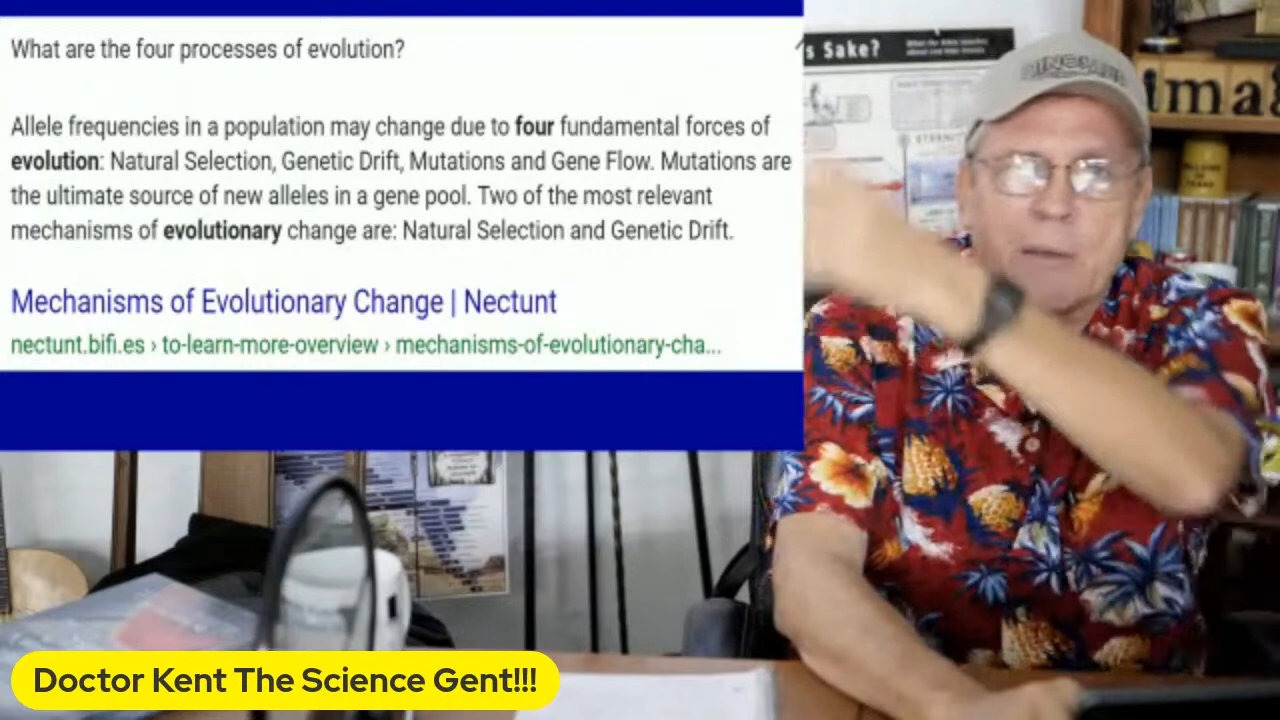 What are the four processes of evolution?
Allele frequencies in a population may change due to four fundamental forces of
evolution: Natural Selection, Genetic Drift, Mutations and Gene Flow. Mutations are
the ultimate source of new alleles in a gene pool. Two of the most relevant
mechanisms of evolutionary change are: Natural Selection and Genetic Drift.
Mechanisms of Evolutionary Change | Nectunt
nectunt.bifi.es › to-learn-more-overview › mechanisms-of-evolutionary-cha...
s Sake?
ima
Doctor Kent The Science Gent!!!